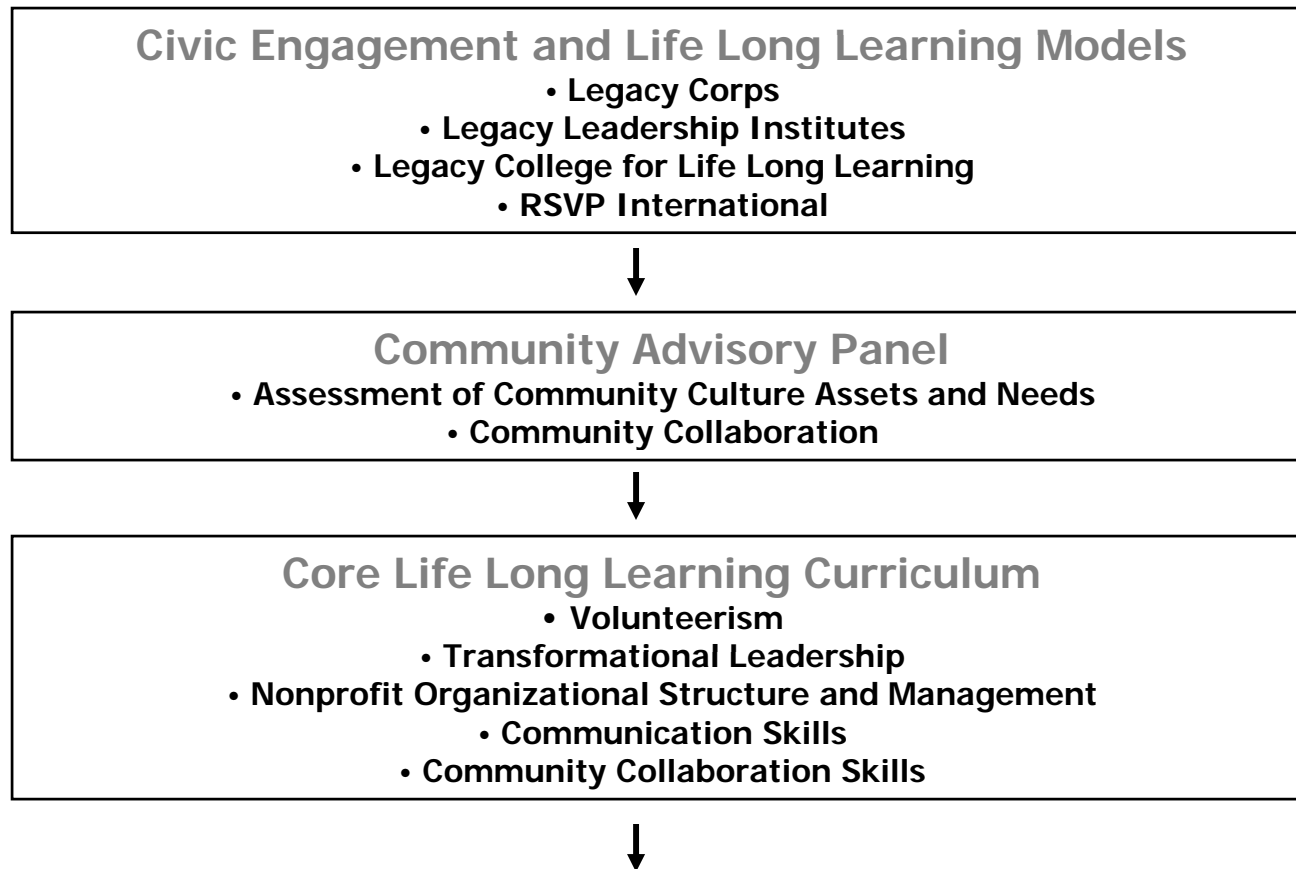 Civic Engagement and Life Long Learning Models
• Legacy Corps
• Legacy Leadership Institutes
• Legacy College for Life Long Learning
• RSVP International
Community Advisory Panel
• Assessment of Community Culture Assets and Needs
• Community Collaboration
Core Life Long Learning Curriculum
• Volunteerism
• Transformational Leadership
• Nonprofit Organizational Structure and Management
• Communication Skills
• Community Collaboration Skills